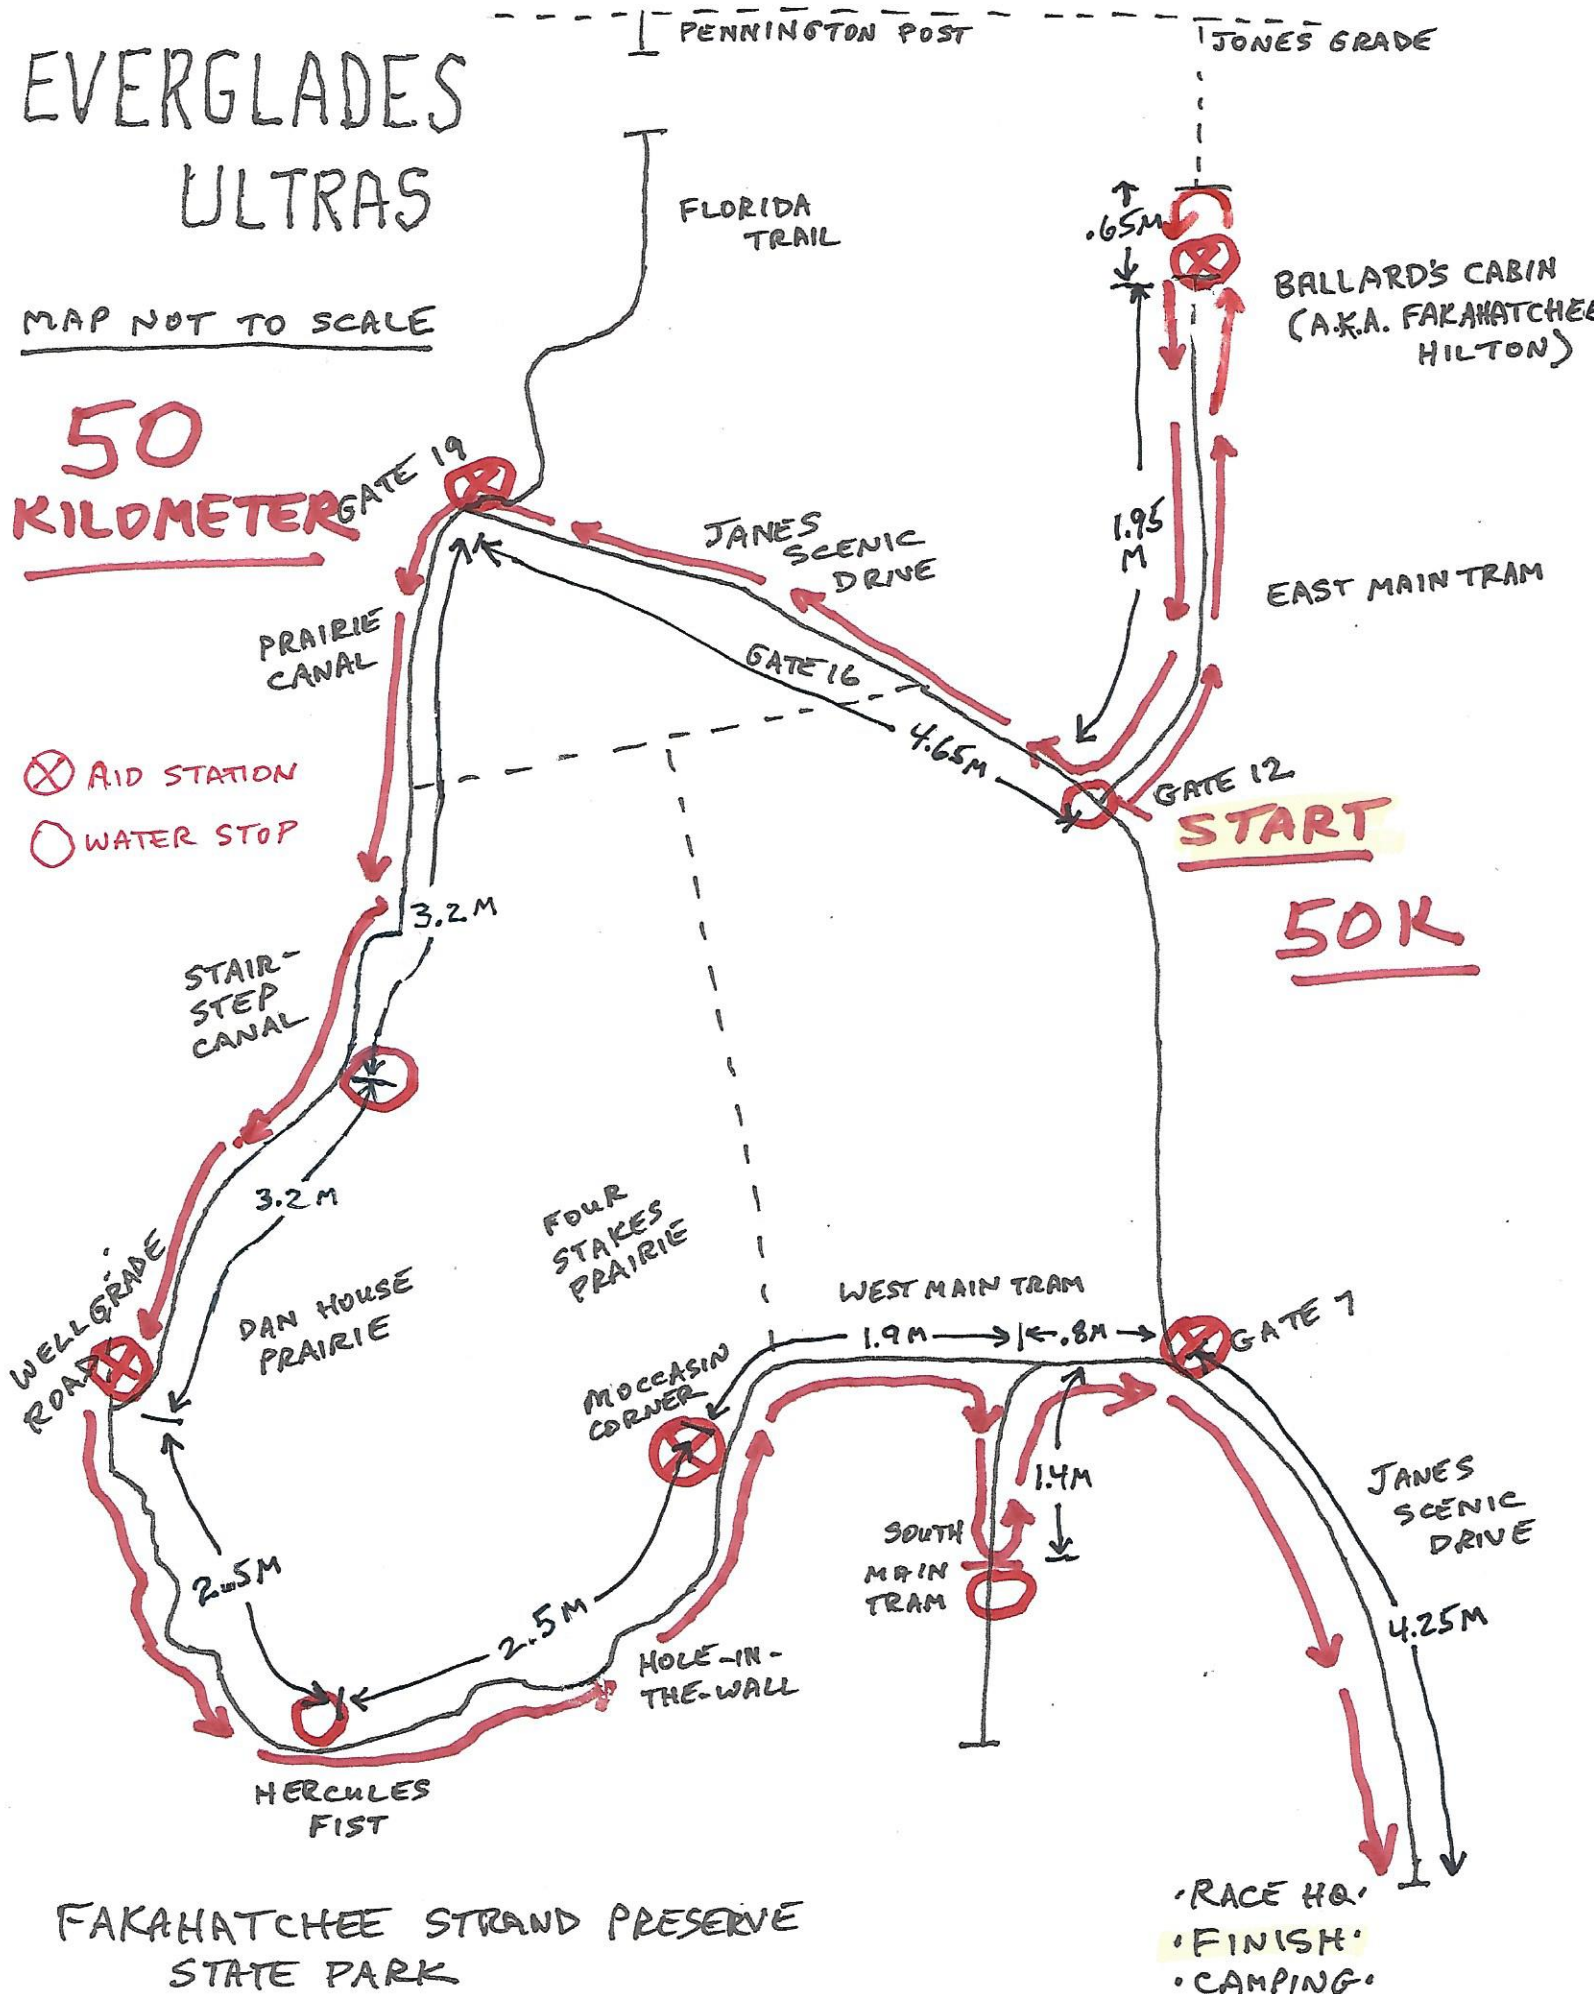 PENNINGTON POST
JONES GRADE
EVERGLADES
ULTRAS
MAP NOT TO SCALE
50
KILOMETER
FLORIDA
TRAIL
.65M
BALLARD'S CABIN
(A.K.A. FAKAHATCHEE
HILTON)
GATE 19
JANES
SCENIC
DRIVE
1.95
M
EAST MAIN TRAM
PRAIRIE
CANAL
GATE 16
4.65M
GATE 12
START
50K
AID STATION
WATER STOP
3.2M
STAIR-
STEP
CANAL
3.2M
FOUR
STAKES
PRAIRIE
WELLGRADE
ROAD
DAN HOUSE
PRAIRIE
WEST MAIN TRAM
1.9M
.8M
GATE 7
MOCCASIN
CORNER
1.4M
JANES
SCENIC
DRIVE
SOUTH
MAIN
TRAM
2.5M
2.5M
4.25M
HOLE-IN-
THE-WALL
HERCULES
FIST
FAKAHATCHEE STRAND PRESERVE
STATE PARK
·RACE HQ·
·FINISH·
·CAMPING·